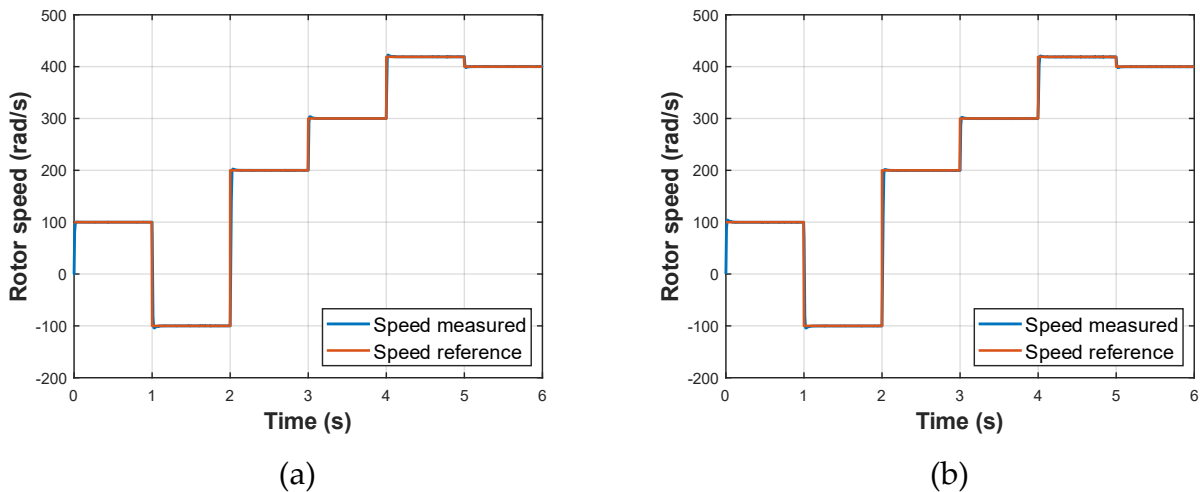 500
400
300
200
100
0
-100
-200
Rotor speed (rad/s)
Speed measured
Speed reference
0 1 2 3 4 5 6
Time (s)
(a)
500
400
300
200
100
0
-100
-200
Rotor speed (rad/s)
Speed measured
Speed reference
0 1 2 3 4 5 6
Time (s)
(b)